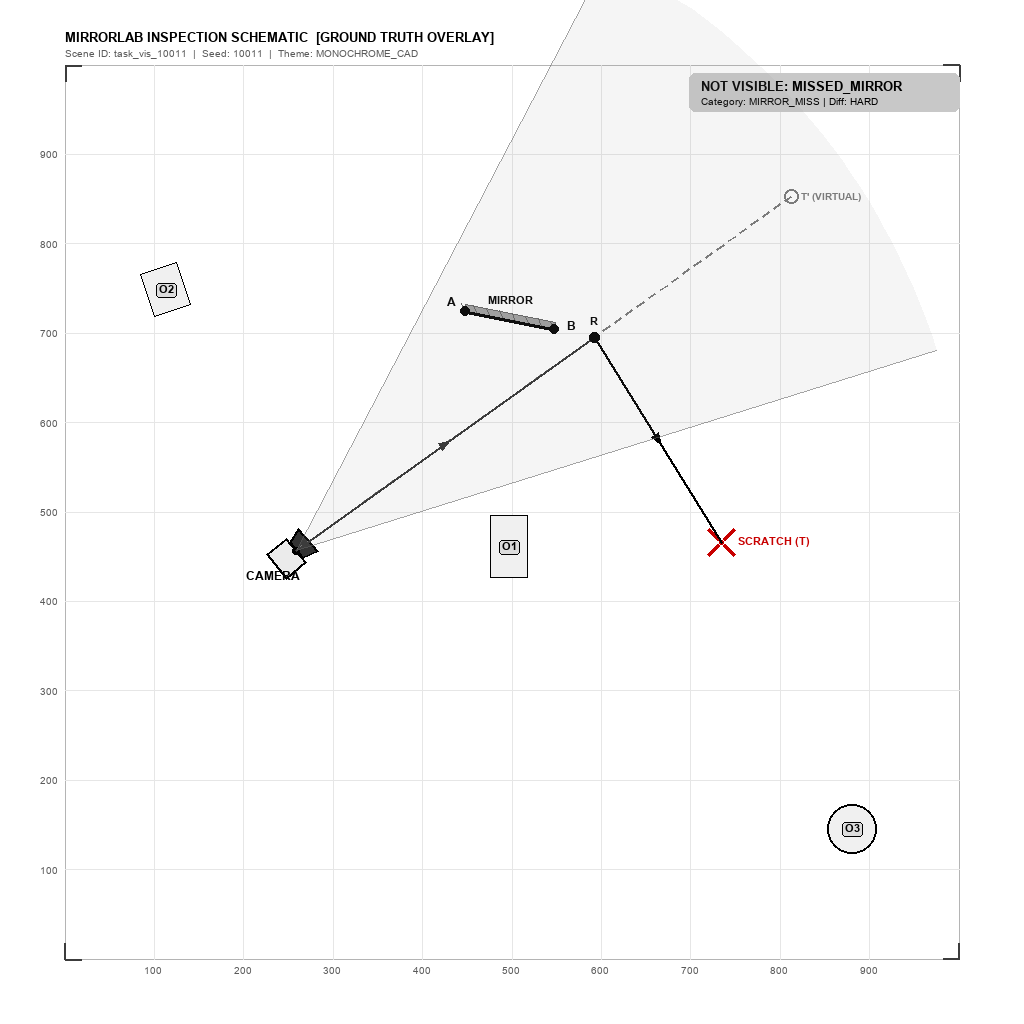 MIRRORLAB INSPECTION SCHEMATIC [GROUND TRUTH OVERLAY]
Scene ID: task_vis_10011 | Seed: 10011 | Theme: MONOCHROME_CAD
NOT VISIBLE: MISSED_MIRROR
Category: MIRROR_MISS | Diff: HARD
900
T' (VIRTUAL)
800
O2
A
MIRROR
B
R
700
600
500
O1
SCRATCH (T)
CAMERA
400
300
200
O3
100
100 200 300 400 500 600 700 800 900